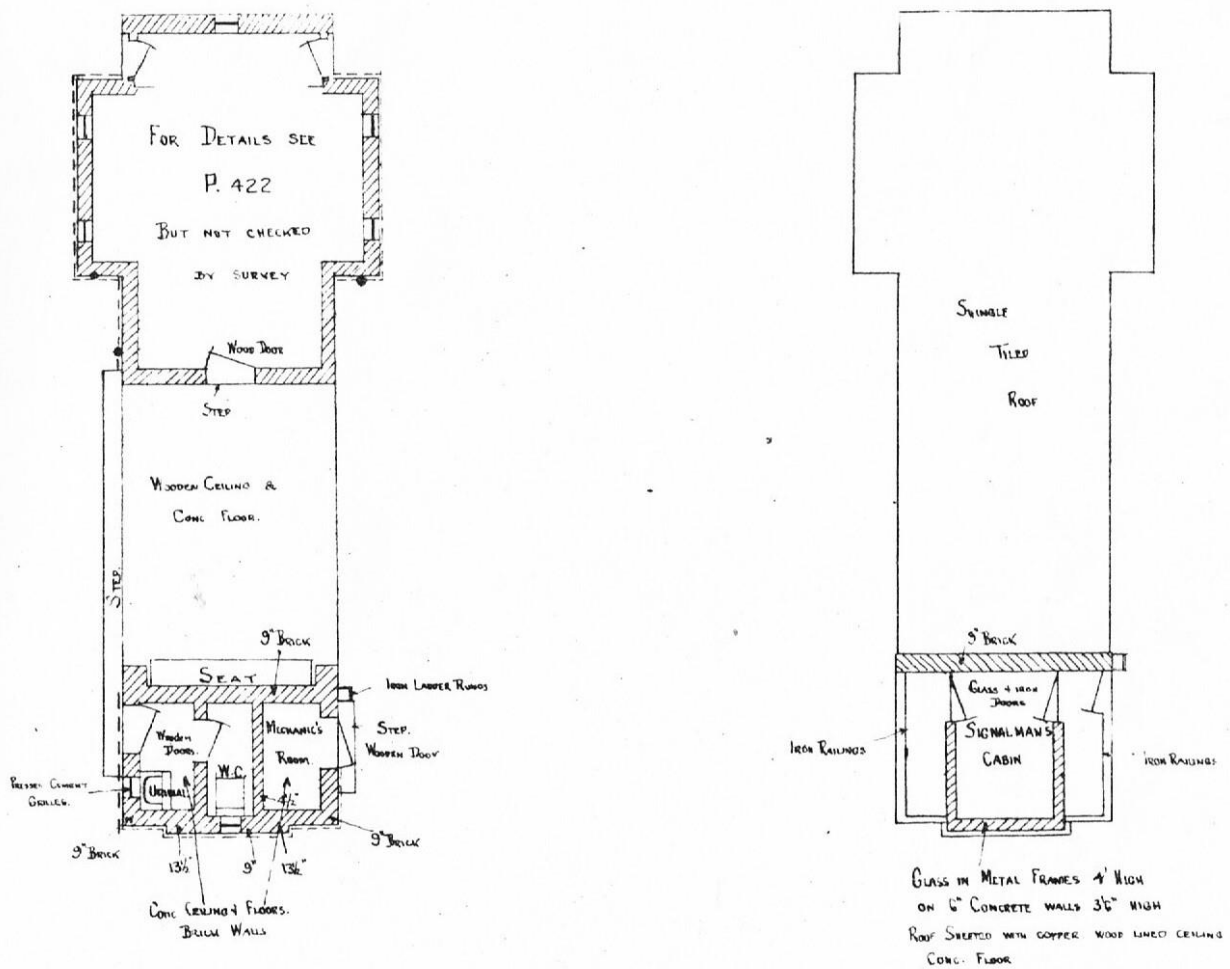 FOR DETAILS SEE
P. 422
BUT NOT CHECKED
BY SURVEY
WOOD DOOR
STEP
WOODEN CEILING &
CONC FLOOR.
STEP.
9" BRICK
SEAT
IRON LADDER RUNGS
WOODEN
DOORS.
MECHANIC'S
ROOM.
STEP.
WOODEN DOOR
W.C.
PRESSED CEMENT
GRILLES.
URINAL
4½"
9" BRICK
13½"
9"
13½"
9" BRICK
CONC CEILING & FLOORS.
BRICK WALLS
SHINGLE
TILED
ROOF
9" BRICK
GLASS & IRON
DOORS
SIGNALMAN'S
CABIN
IRON RAILINGS
IRON RAILINGS
GLASS IN METAL FRAMES 4' HIGH
ON 6" CONCRETE WALLS 3'6" HIGH
ROOF SHEETED WITH COPPER WOOD LINED CEILING
CONC. FLOOR